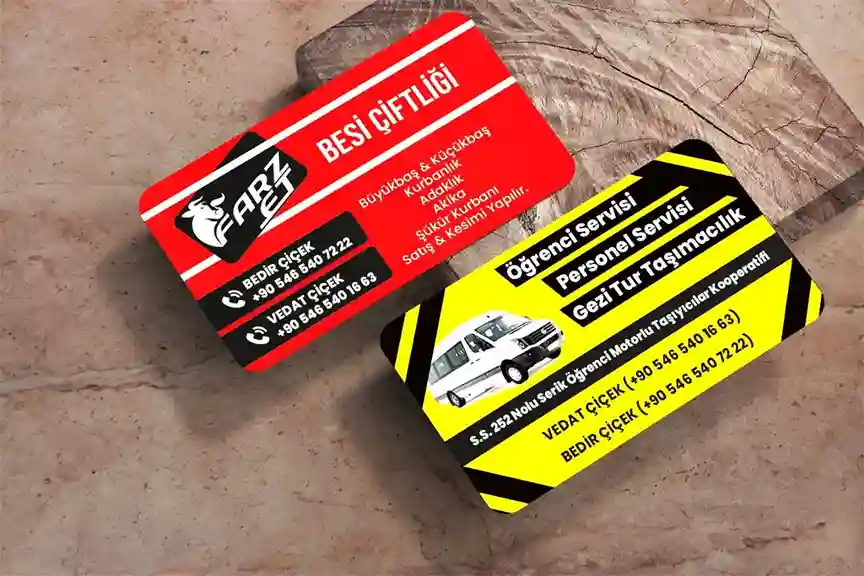 FARZ
ET
BESİ ÇİFTLİĞİ
Büyükbaş & Küçükbaş
Kurbanlık
Adaklık
Akika
Şükür Kurbanı
Satış & Kesimi Yapılır.
BEDİR ÇİÇEK
+90 546 540 72 22
VEDAT ÇİÇEK
+90 546 540 16 63
Öğrenci Servisi
Personel Servisi
Gezi Tur Taşımacılık
S.S. 252 Nolu Serik Öğrenci Motorlu Taşıyıcılar Kooperatifi
VEDAT ÇİÇEK (+90 546 540 16 63)
BEDİR ÇİÇEK (+90 546 540 72 22)